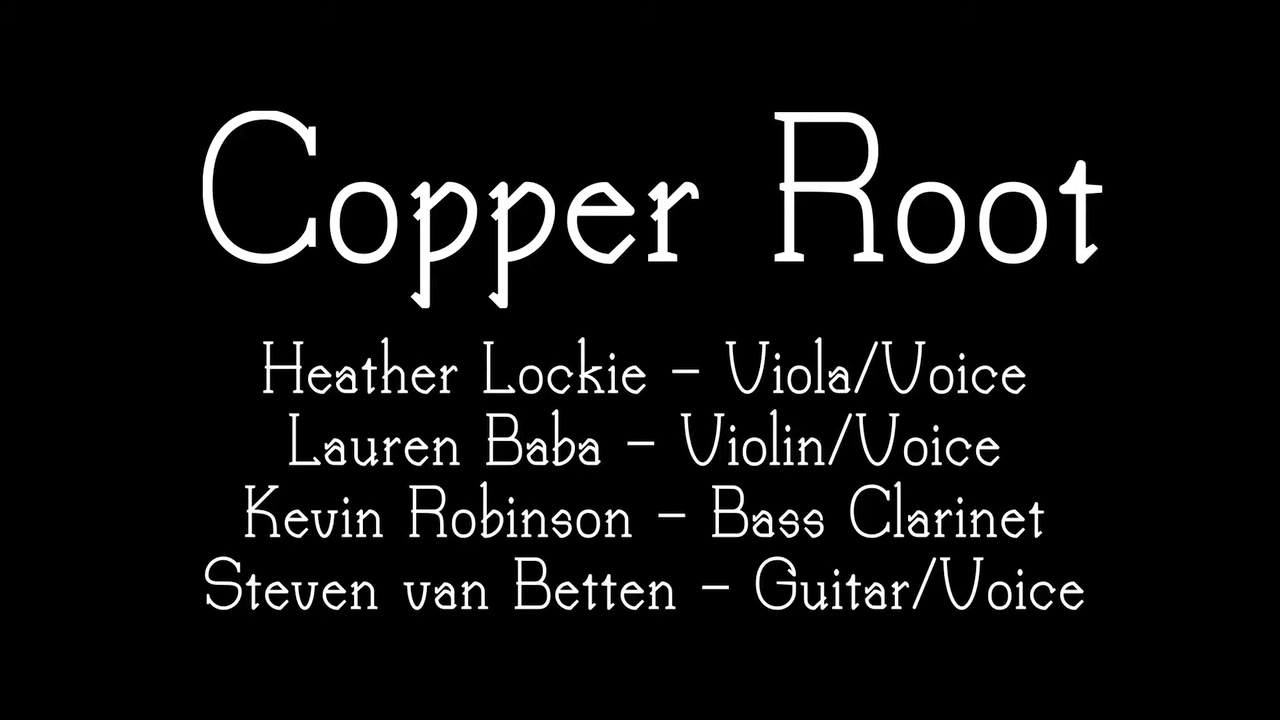 Copper Root
Heather Lockie - Viola/Voice
Lauren Baba - Violin/Voice
Kevin Robinson - Bass Clarinet
Steven van Betten - Guitar/Voice